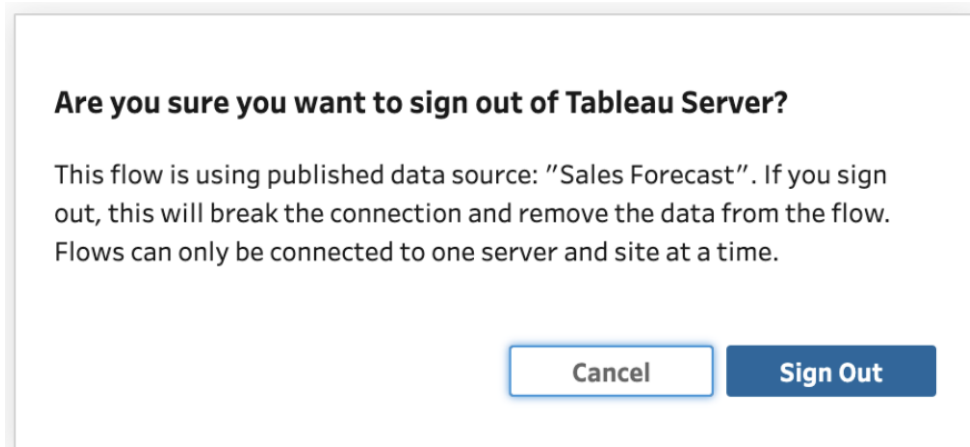 Are you sure you want to sign out of Tableau Server?
This flow is using published data source: "Sales Forecast". If you sign
out, this will break the connection and remove the data from the flow.
Flows can only be connected to one server and site at a time.
Cancel Sign Out